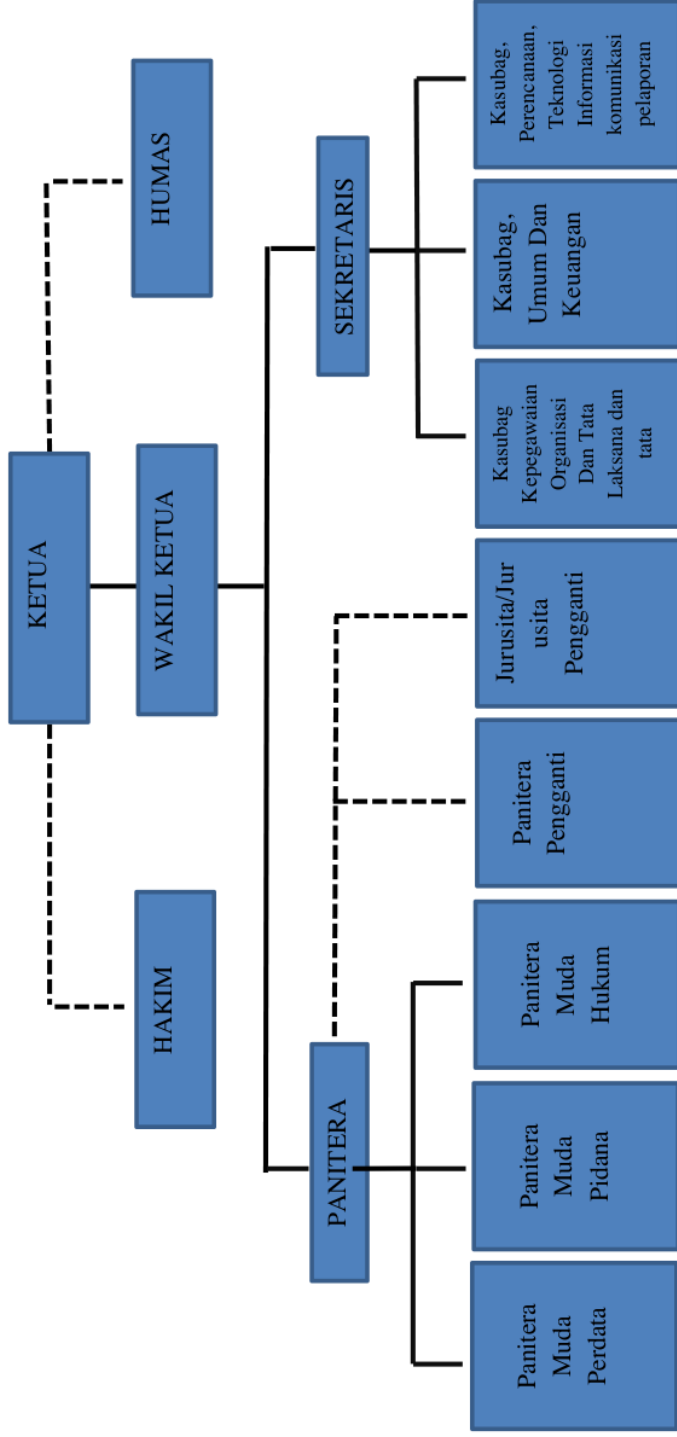 KETUA
HAKIM
WAKIL KETUA
HUMAS
PANITERA
SEKRETARIS
Panitera
Muda
Perdata
Panitera
Muda
Pidana
Panitera
Muda
Hukum
Panitera
Pengganti
Jurusita/Jur
usita
Pengganti
Kasubag
Kepegawaian
Organisasi
Dan Tata
Laksana dan
tata
Kasubag,
Umum Dan
Keuangan
Kasubag,
Perencanaan,
Teknologi
Informasi
komunikasi
pelaporan